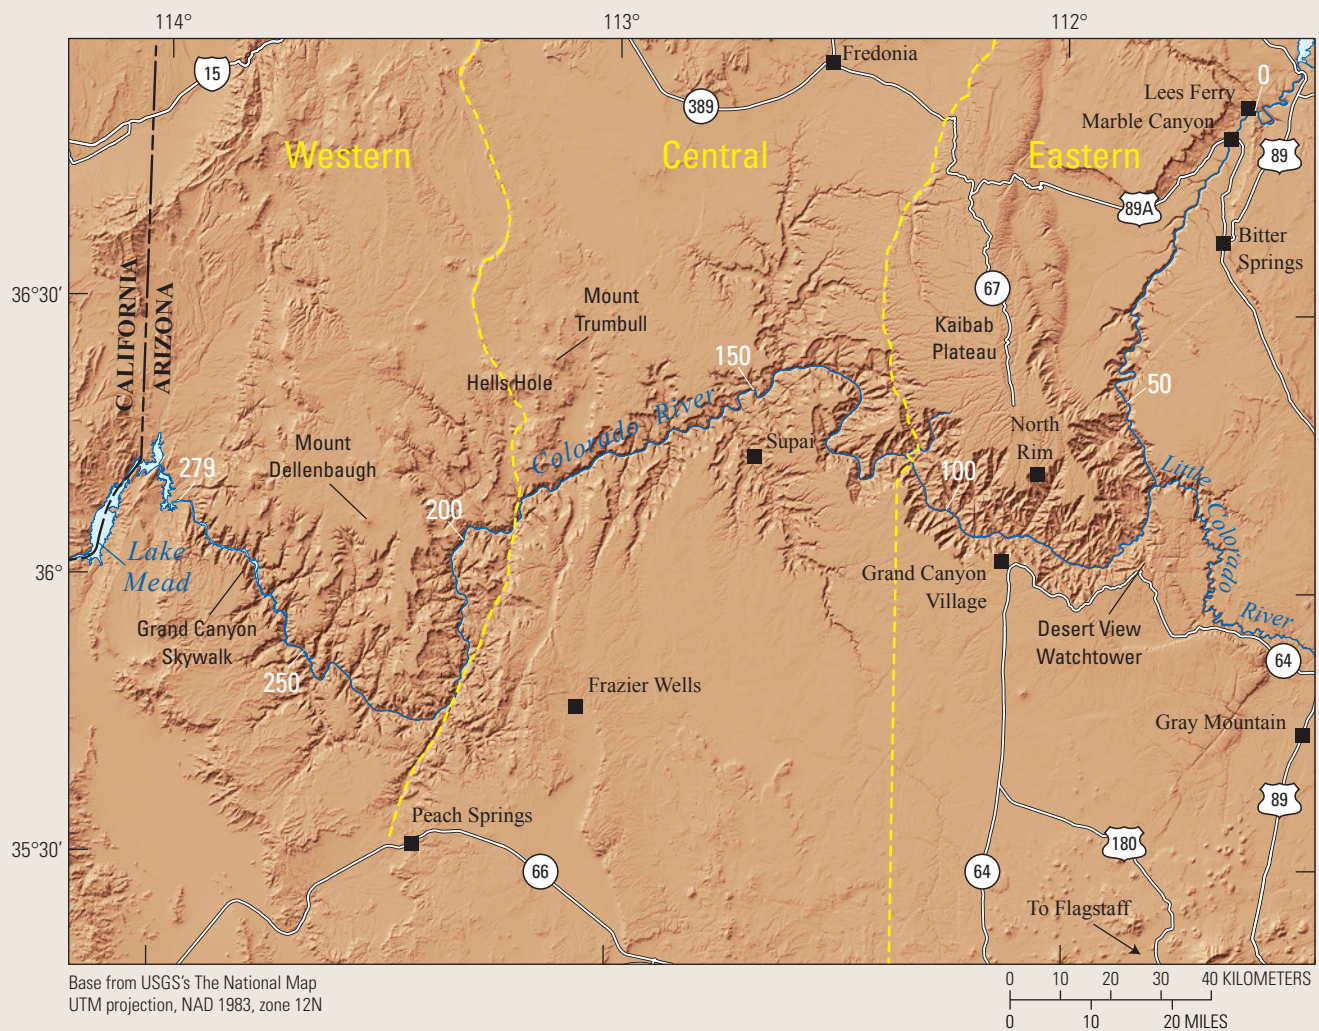 114°
113°
112°
15
389
Fredonia
0
Lees Ferry
Marble Canyon
89
Western
Central
Eastern
89A
Bitter
Springs
CALIFORNIA
ARIZONA
36°30'
67
Mount
Trumbull
Kaibab
Plateau
150
Hells Hole
50
Colorado River
Mount
Dellenbaugh
Supai
North
Rim
279
100
Little
Colorado
River
200
Lake
Mead
36°
Grand Canyon
Village
Grand Canyon
Skywalk
Desert View
Watchtower
64
250
Frazier Wells
Gray Mountain
89
Peach Springs
35°30'
66
180
64
To Flagstaff
Base from USGS's The National Map
UTM projection, NAD 1983, zone 12N
0 10 20 30 40 KILOMETERS
0 10 20 MILES